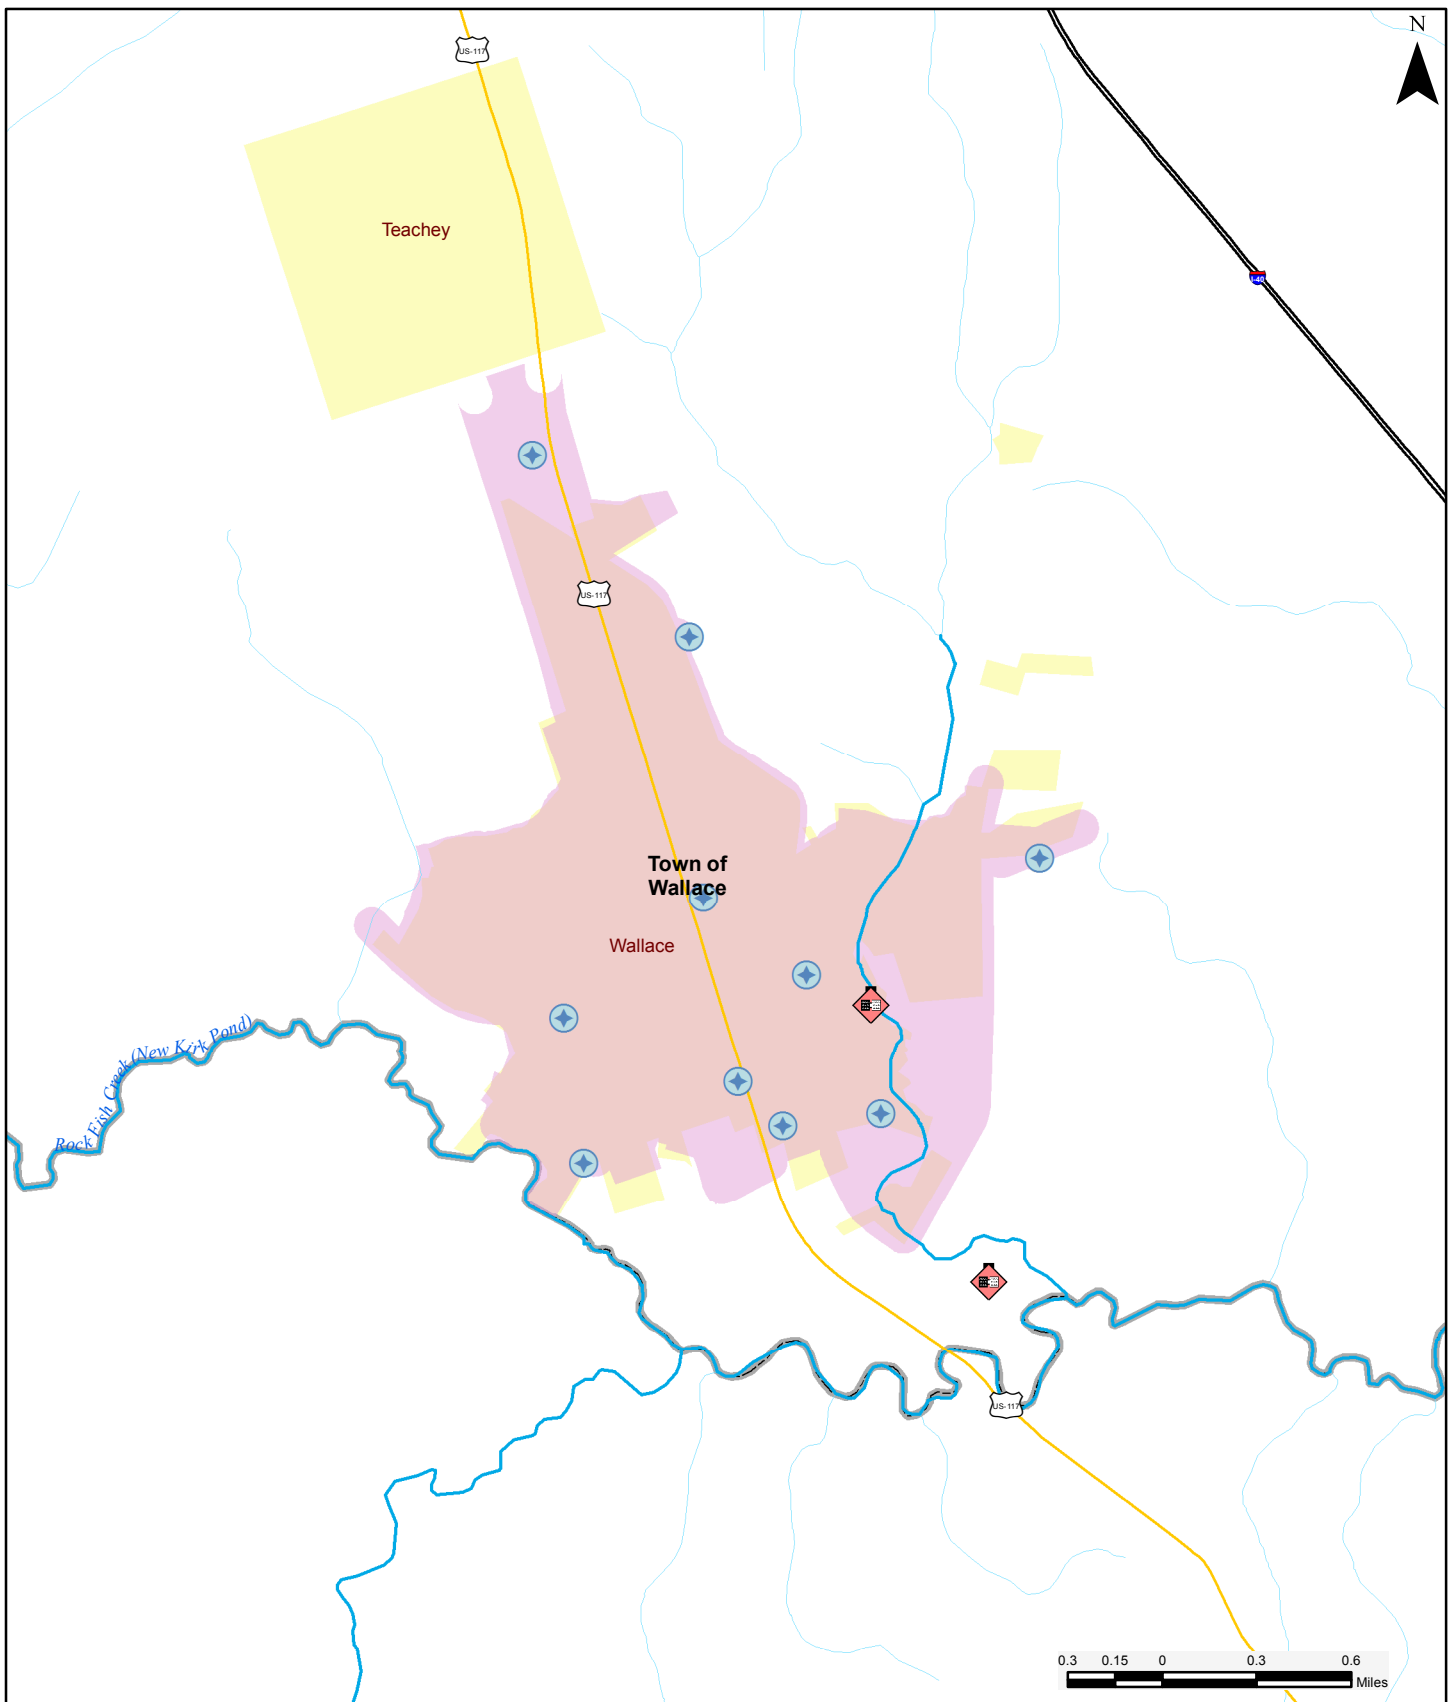 N
US-117
Teachey
I-40
US-117
Town of
Wallace
Wallace
Rock Fish Creek (New Kirk Pond)
US-117
0.3 0.15 0 0.3 0.6
Miles